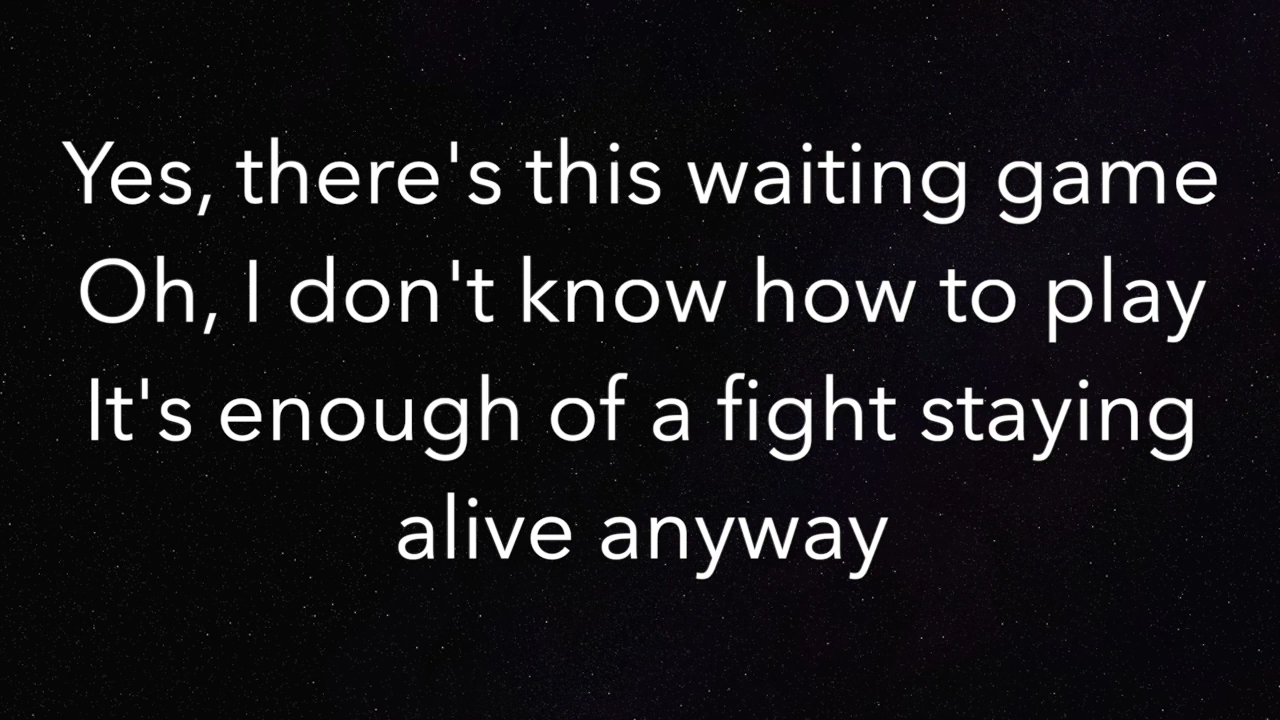 Yes, there's this waiting game
Oh, I don't know how to play
It's enough of a fight staying
alive anyway